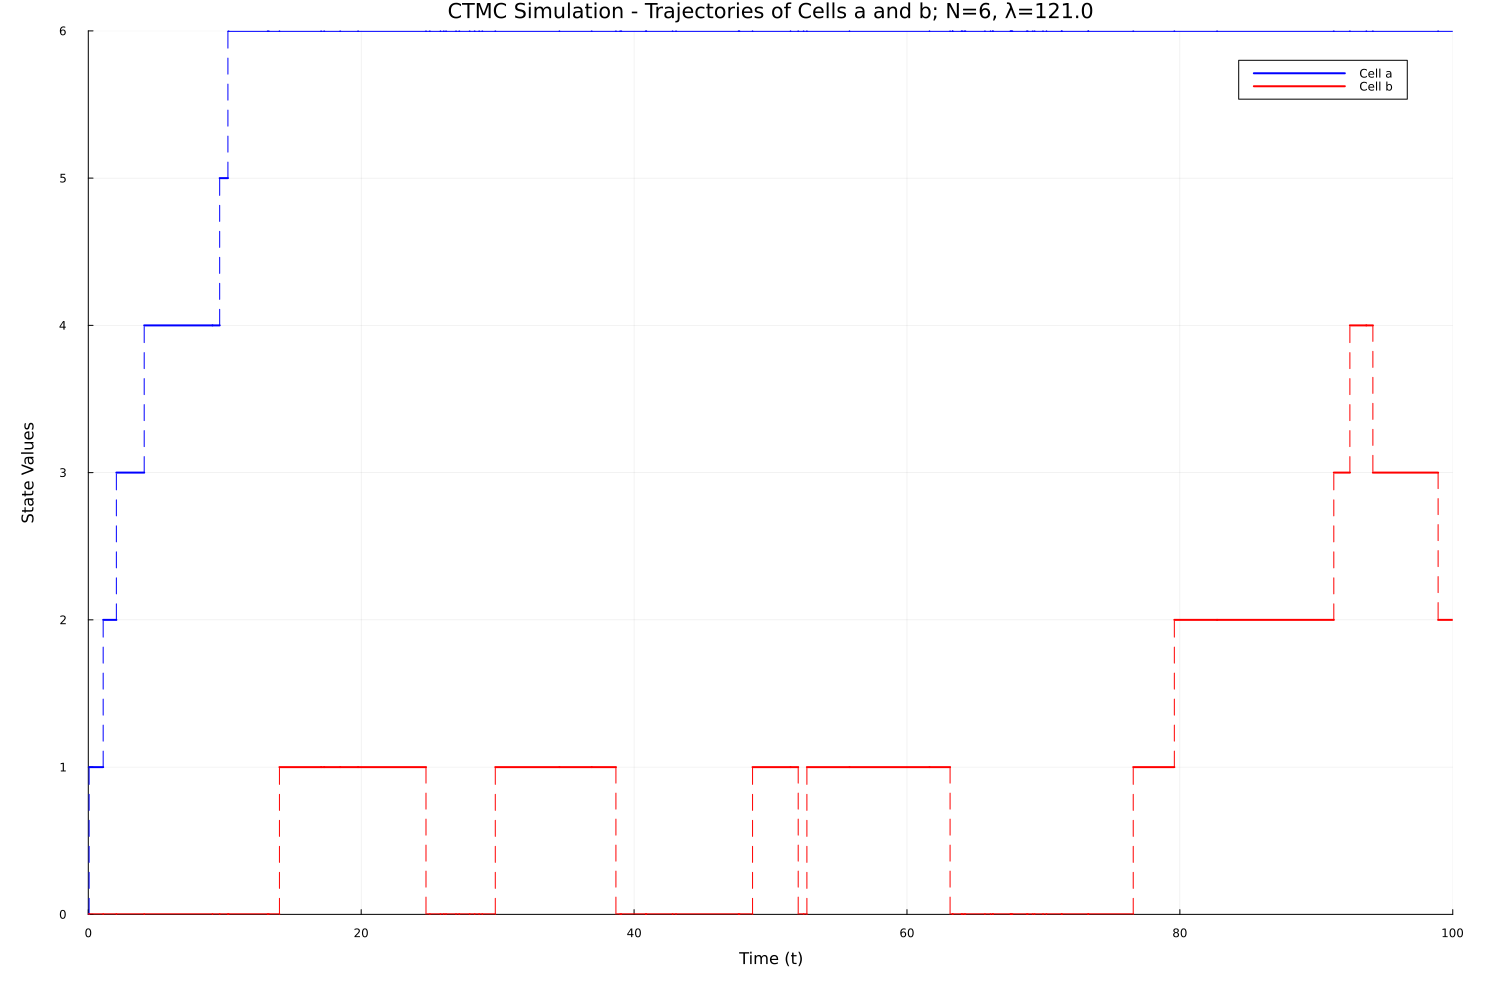 CTMC Simulation - Trajectories of Cells a and b; N=6, λ=121.0
Cell a
Cell b
State Values
6
5
4
3
2
1
0
0 20 40 60 80 100
Time (t)